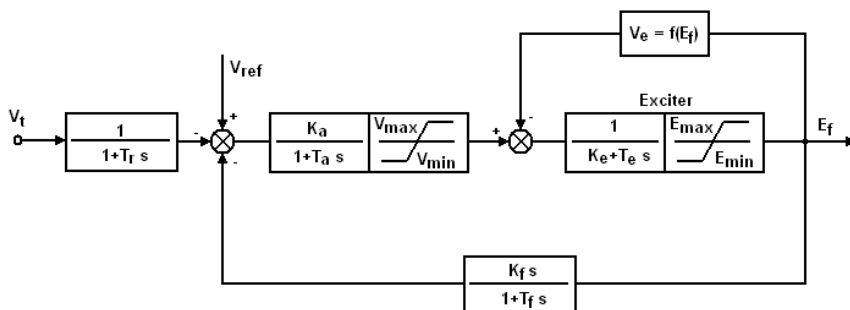 Ve = f(Ef)
Vref
Vt
Exciter
+
1
1+Tr s
-
-
Ka
1+Ta s
Vmax
Vmin
+
-
1
Ke+Te s
Emax
Emin
Ef
Kf s
1+Tf s